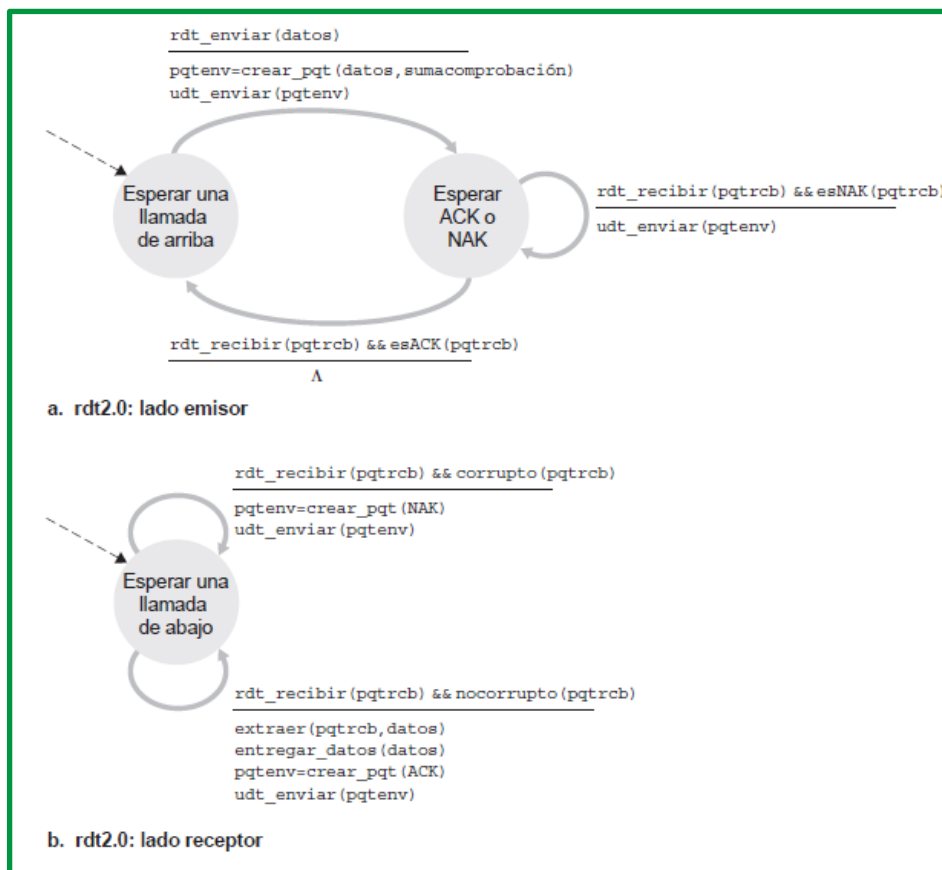 rdt_enviar(datos)
pqtenv=crear_pqt(datos,sumacomprobación)
udt_enviar(pqtenv)
Esperar una
llamada
de arriba
Esperar
ACK o
NAK
rdt_recibir(pqtrcb) && esNAK(pqtrcb)
udt_enviar(pqtenv)
rdt_recibir(pqtrcb) && esACK(pqtrcb)
Λ
a. rdt2.0: lado emisor
rdt_recibir(pqtrcb) && corrupto(pqtrcb)
pqtenv=crear_pqt(NAK)
udt_enviar(pqtenv)
Esperar una
llamada
de abajo
rdt_recibir(pqtrcb) && nocorrupto(pqtrcb)
extraer(pqtrcb,datos)
entregar_datos(datos)
pqtenv=crear_pqt(ACK)
udt_enviar(pqtenv)
b. rdt2.0: lado receptor